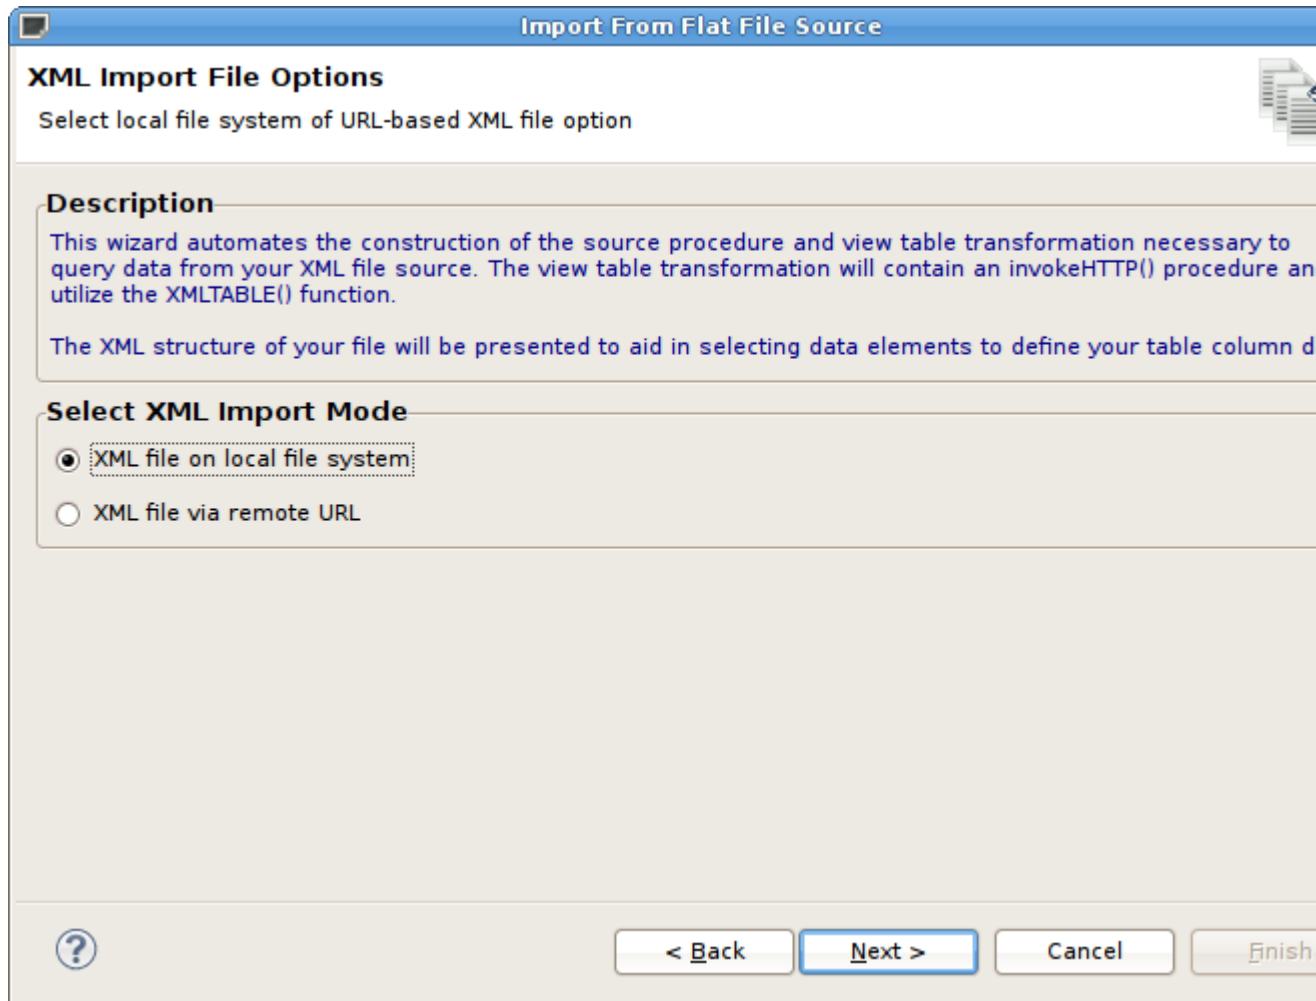 Import From Flat File Source
XML Import File Options
Select local file system of URL-based XML file option
Description
This wizard automates the construction of the source procedure and view table transformation necessary to
query data from your XML file source. The view table transformation will contain an invokeHTTP() procedure an
utilize the XMLTABLE() function.
The XML structure of your file will be presented to aid in selecting data elements to define your table column d
Select XML Import Mode
XML file on local file system
XML file via remote URL
? < Back Next > Cancel Finish